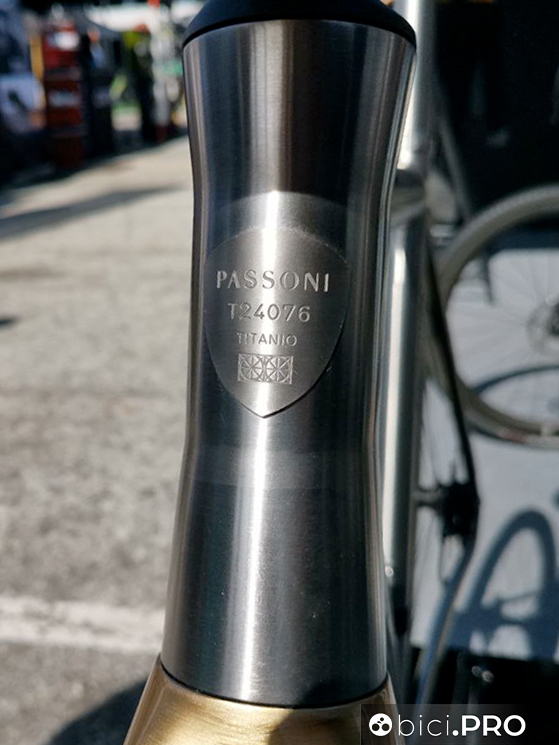 PASSONI
T24076
TITANIO
bici.PRO